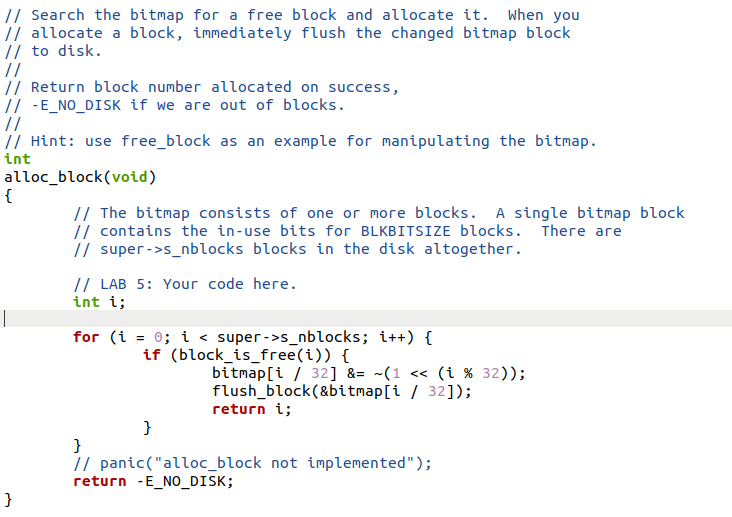 // Search the bitmap for a free block and allocate it.  When you
// allocate a block, immediately flush the changed bitmap block
// to disk.
//
// Return block number allocated on success,
// -E_NO_DISK if we are out of blocks.
//
// Hint: use free_block as an example for manipulating the bitmap.
int
alloc_block(void)
{
        // The bitmap consists of one or more blocks.  A single bitmap block
        // contains the in-use bits for BLKBITSIZE blocks.  There are
        // super->s_nblocks blocks in the disk altogether.

        // LAB 5: Your code here.
        int i;

        for (i = 0; i < super->s_nblocks; i++) {
                if (block_is_free(i)) {
                        bitmap[i / 32] &= ~(1 << (i % 32));
                        flush_block(&bitmap[i / 32]);
                        return i;
                }
        }
        // panic("alloc_block not implemented");
        return -E_NO_DISK;
}